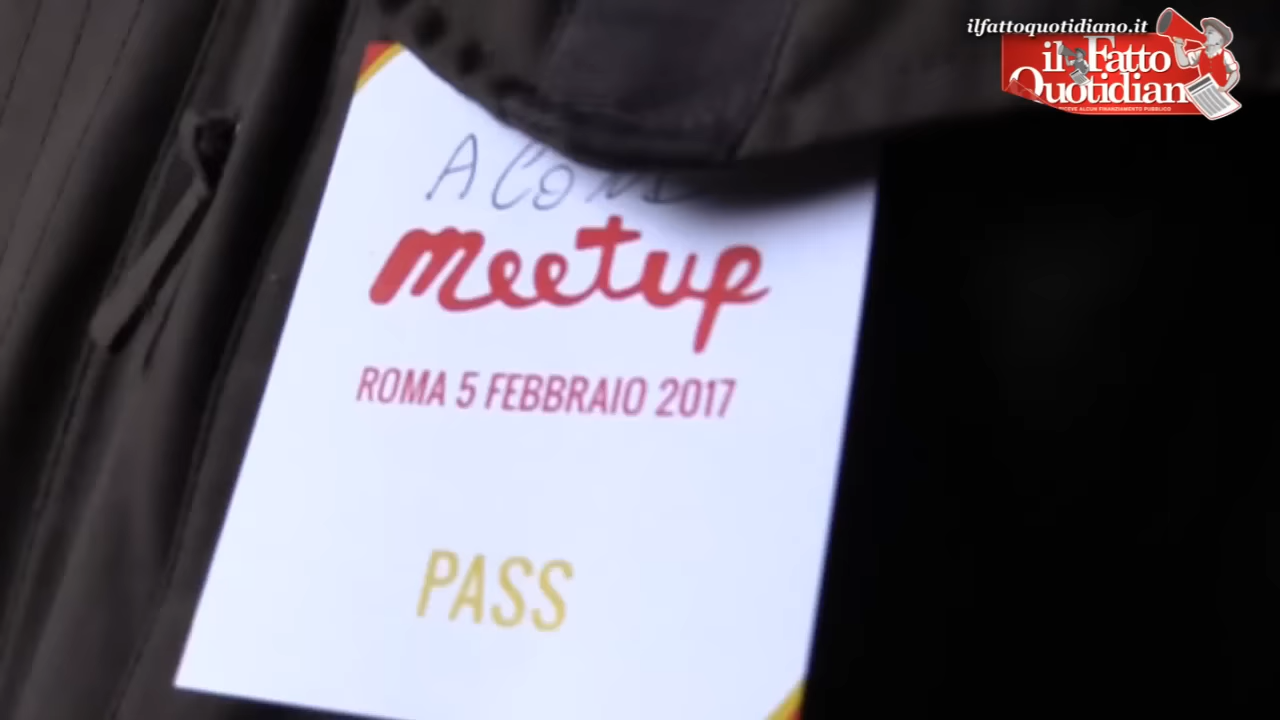 ilfattoquotidiano.it
il Fatto
Quotidiano
Meetup
ROMA 5 FEBBRAIO 2017
PASS